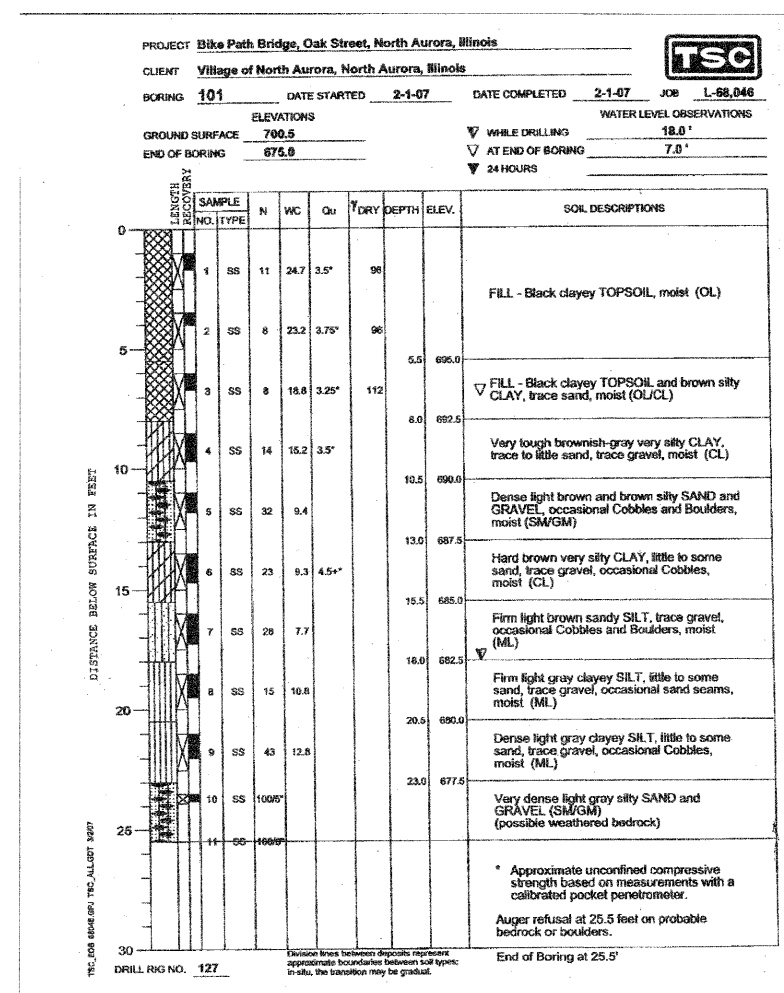 PROJECT Bike Path Bridge, Oak Street, North Aurora, Illinois
TSC
CLIENT Village of North Aurora, North Aurora, Illinois
BORING 101 DATE STARTED 2-1-07 DATE COMPLETED 2-1-07 JOB L-68,046
ELEVATIONS WATER LEVEL OBSERVATIONS
GROUND SURFACE 700.5 WHILE DRILLING 18.0 '
END OF BORING 675.0 AT END OF BORING 7.0 '
24 HOURS
LENGTH RECOVERY SAMPLE NO. TYPE N WC Qu γDRY DEPTH ELEV. SOIL DESCRIPTIONS
0
1 SS 11 24.7 3.5* 96
FILL - Black clayey TOPSOIL, moist (OL)
2 SS 8 23.2 3.75* 96
5
5.5 695.0
3 SS 8 18.8 3.25* 112
FILL - Black clayey TOPSOIL and brown silty
CLAY, trace sand, moist (OL/CL)
8.0 692.5
4 SS 14 15.2 3.5*
Very tough brownish-gray very silty CLAY,
trace to little sand, trace gravel, moist (CL)
10
10.5 690.0
5 SS 32 9.4
Dense light brown and brown silty SAND and
GRAVEL, occasional Cobbles and Boulders,
moist (SM/GM)
13.0 687.5
6 SS 23 9.3 4.5+*
Hard brown very silty CLAY, little to some
sand, trace gravel, occasional Cobbles,
moist (CL)
15
15.5 685.0
7 SS 28 7.7
Firm light brown sandy SILT, trace gravel,
occasional Cobbles and Boulders, moist
(ML)
18.0 682.5
8 SS 15 10.8
Firm light gray clayey SILT, little to some
sand, trace gravel, occasional sand seams,
moist (ML)
20
20.5 680.0
9 SS 43 12.8
Dense light gray clayey SILT, little to some
sand, trace gravel, occasional Cobbles,
moist (ML)
23.0 677.5
10 SS 100/5"
Very dense light gray silty SAND and
GRAVEL (SM/GM)
(possible weathered bedrock)
25
11 SS 100/0"
* Approximate unconfined compressive
strength based on measurements with a
calibrated pocket penetrometer.
Auger refusal at 25.5 feet on probable
bedrock or boulders.
30
End of Boring at 25.5'
DISTANCE BELOW SURFACE IN FEET
TSC_EOB 68046.GPJ TSC_ALL.GDT 3/2/07
DRILL RIG NO. 127
Division lines between deposits represent
approximate boundaries between soil types;
in-situ, the transition may be gradual.